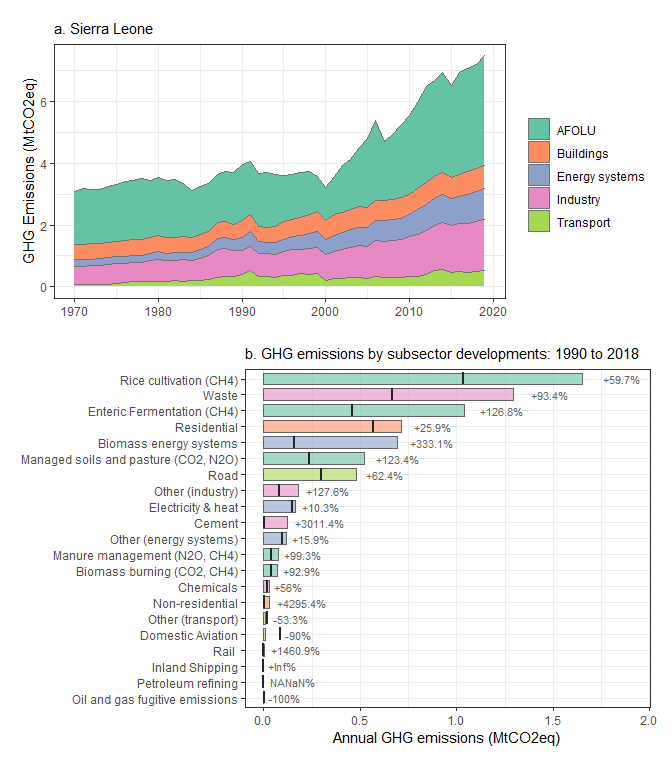 a. Sierra Leone
GHG Emissions (MtCO2eq)
6
4
2
0
1970 1980 1990 2000 2010 2020
AFOLU
Buildings
Energy systems
Industry
Transport
b. GHG emissions by subsector developments: 1990 to 2018
Rice cultivation (CH4) +59.7%
Waste +93.4%
Enteric Fermentation (CH4) +126.8%
Residential +25.9%
Biomass energy systems +333.1%
Managed soils and pasture (CO2, N2O) +123.4%
Road +62.4%
Other (industry) +127.6%
Electricity & heat +10.3%
Cement +3011.4%
Other (energy systems) +15.9%
Manure management (N2O, CH4) +99.3%
Biomass burning (CO2, CH4) +92.9%
Chemicals +56%
Non-residential +4295.4%
Other (transport) -53.3%
Domestic Aviation -90%
Rail +1460.9%
Inland Shipping +Inf%
Petroleum refining NANaN%
Oil and gas fugitive emissions -100%
0.0 0.5 1.0 1.5 2.0
Annual GHG emissions (MtCO2eq)